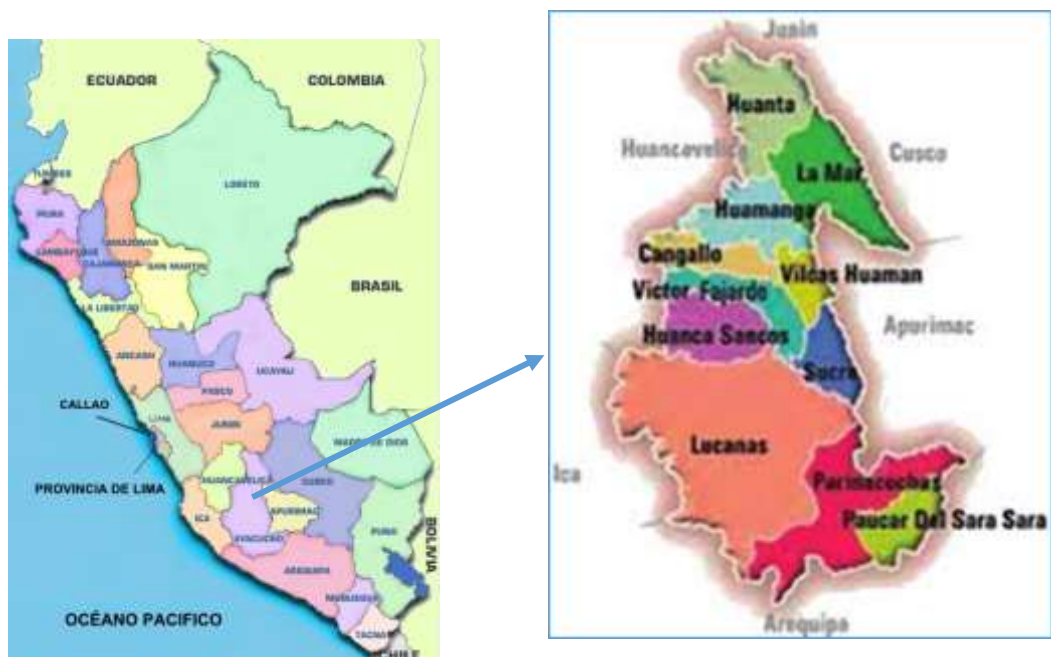 ECUADOR
COLOMBIA
TUMBES
LORETO
PIURA
AMAZONAS
LAMBAYEQUE
CAJAMARCA
SAN MARTIN
BRASIL
LA LIBERTAD
ANCASH
HUANUCO
UCAYALI
PASCO
CALLAO
LIMA
JUNIN
MADRE DE DIOS
HUANCAVELICA
CUSCO
PROVINCIA DE LIMA
APURIMAC
ICA
PUNO
AYACUCHO
BOLIVIA
AREQUIPA
MOQUEGUA
OCÉANO PACIFICO
TACNA
CHILE
Junin
Huanta
Huancavelica
Cusco
La Mar
Huamanga
Cangallo
Vilcas Huaman
Victor Fajardo
Apurimac
Huanca Sancos
Sucre
Lucanas
Ica
Parinacochas
Paucar Del Sara Sara
Arequipa